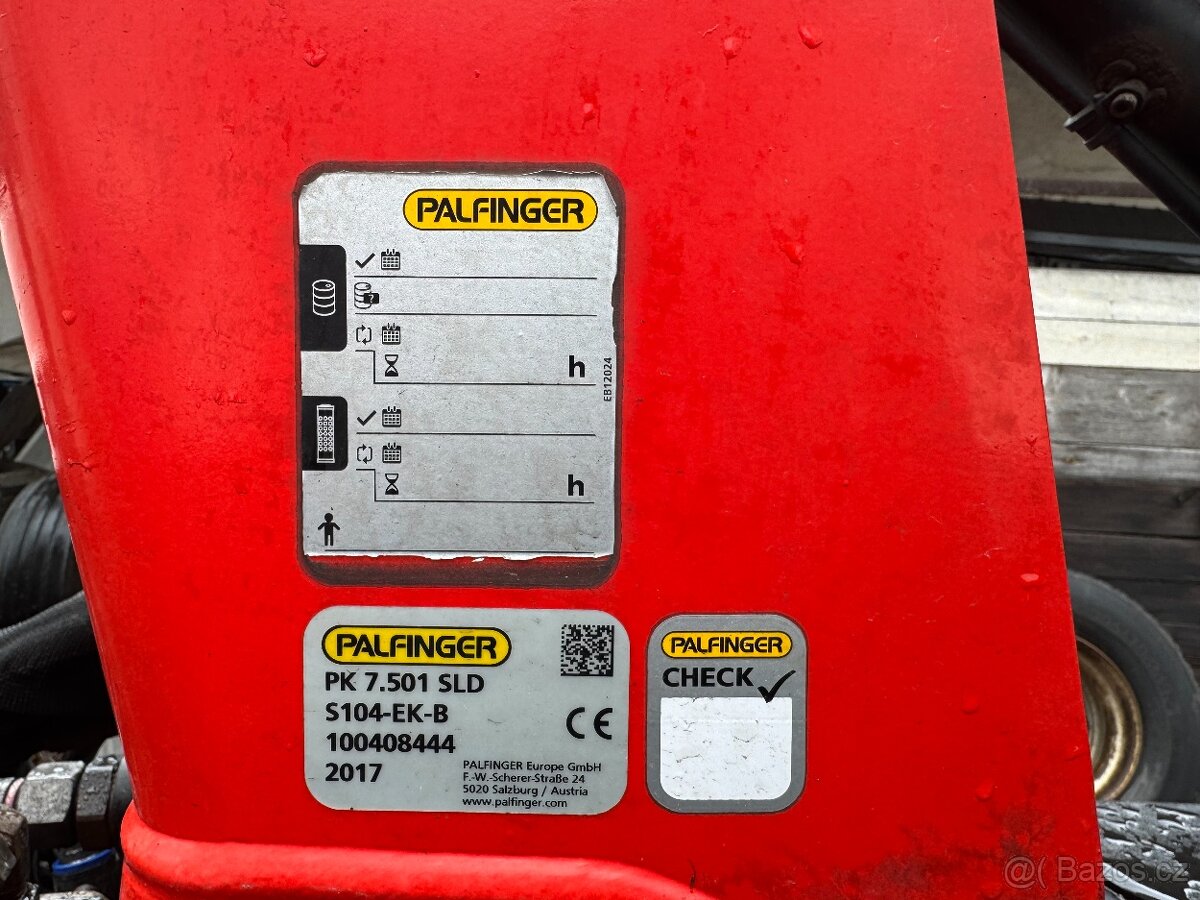 PALFINGER
?
h
EB12024
h
PALFINGER
PK 7.501 SLD
S104-EK-B
100408444
2017
CE
PALFINGER Europe GmbH
F.-W.-Scherer-Straße 24
5020 Salzburg / Austria
www.palfinger.com
PALFINGER
CHECK
@( Bazos.cz